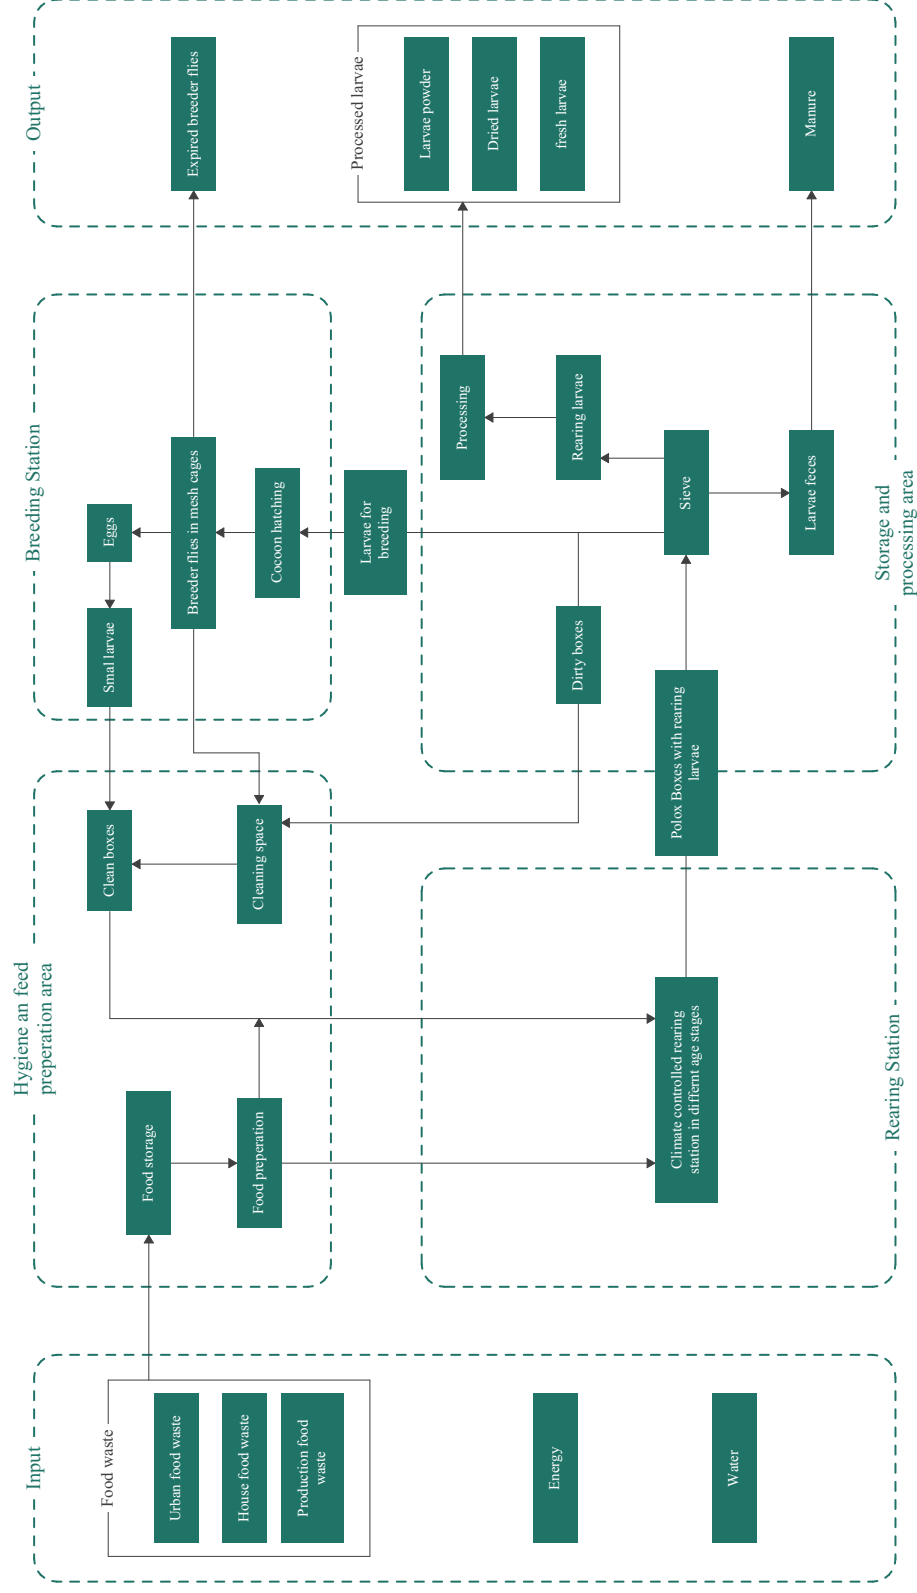 Input
Food waste
Urban food waste
House food waste
Production food
waste
Energy
Water
Hygiene an feed
preperation area
Food storage
Food preperation
Clean boxes
Cleaning space
Rearing Station
Climate controlled rearing
station in differnt age stages
Polox Boxes with rearing
larvae
Breeding Station
Smal larvae
Eggs
Breeder flies in mesh cages
Cocoon hatching
Larvae for
breeding
Storage and
processing area
Dirty boxes
Sieve
Rearing larvae
Processing
Larvae feces
Output
Expired breeder flies
Processed larvae
Larvae powder
Dried larvae
fresh larvae
Manure